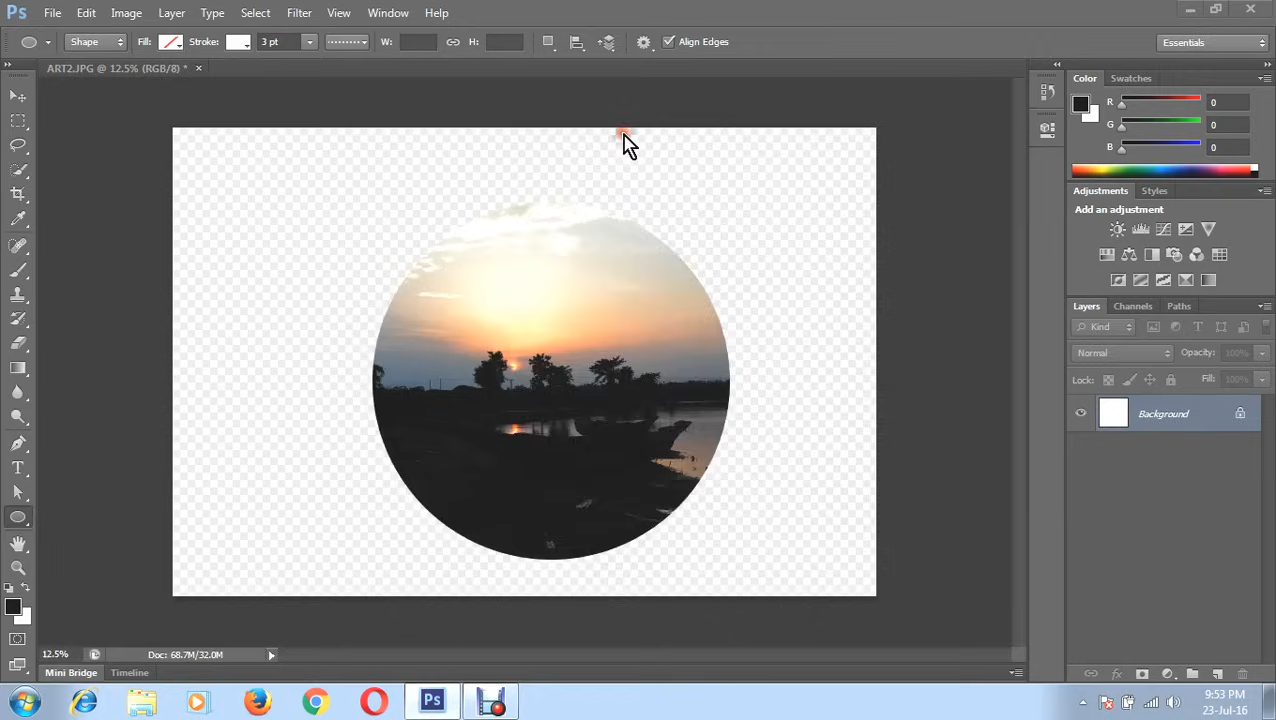 Ps File Edit Image Layer Type Select Filter View Window Help
Shape Fill: Stroke: 3 pt W: H: Align Edges Essentials
ART2.JPG @ 12.5% (RGB/8) * ×
Color Swatches
R 0
G 0
B 0
Adjustments Styles
Add an adjustment
Layers Channels Paths
Kind
Normal Opacity: 100%
Lock: Fill: 100%
Background
12.5% Doc: 68.7M/32.0M
Mini Bridge Timeline
Ps
9:53 PM
23-Jul-16